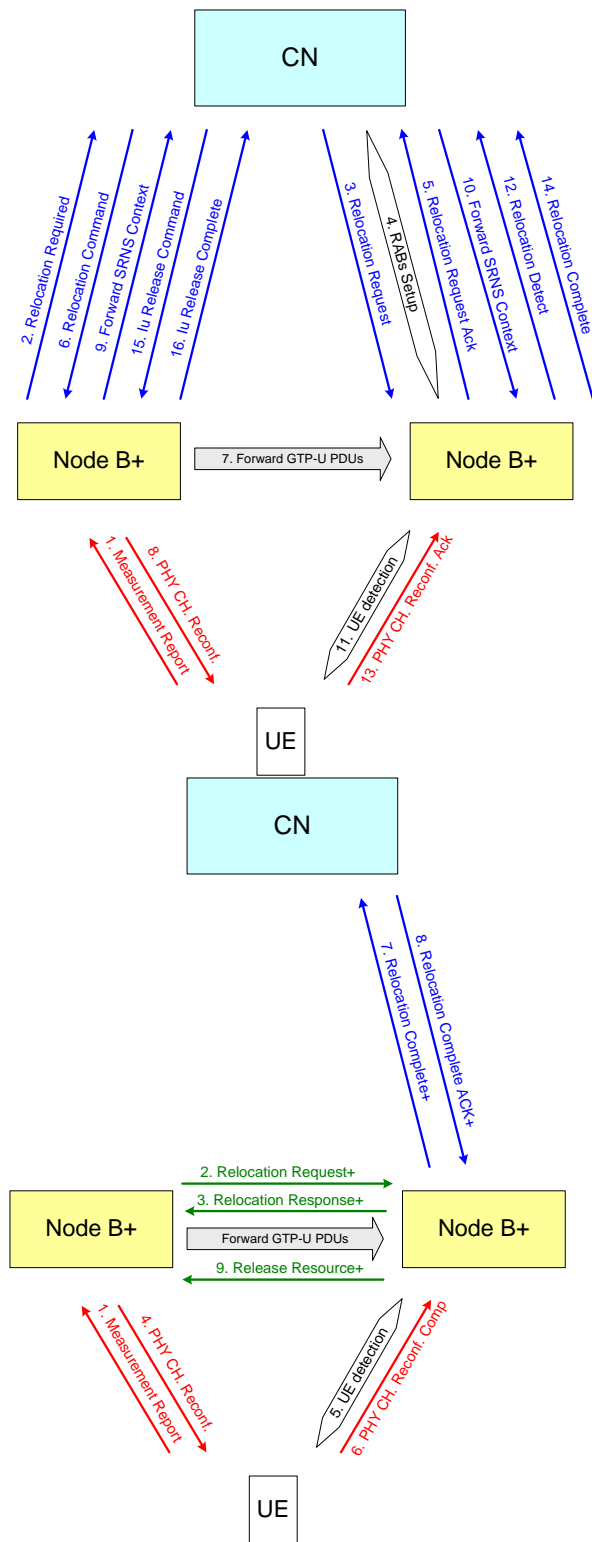 CN
2. Relocation Required
6. Relocation Command
9. Forward SRNS Context
15. Iu Release Command
16. Iu Release Complete
3. Relocation Request
4. RABs Setup
5. Relocation Request Ack
10. Forward SRNS Context
12. Relocation Detect
14. Relocation Complete
Node B+
7. Forward GTP-U PDUs
Node B+
1. Measurement Report
8. PHY CH. Reconf.
11. UE detection
13. PHY CH. Reconf. Ack
UE
CN
7. Relocation Complete+
8. Relocation Complete ACK+
2. Relocation Request+
3. Relocation Response+
Node B+
Forward GTP-U PDUs
Node B+
9. Release Resource+
1. Measurement Report
4. PHY CH. Reconf.
5. UE detection
6. PHY CH. Reconf. Comp
UE